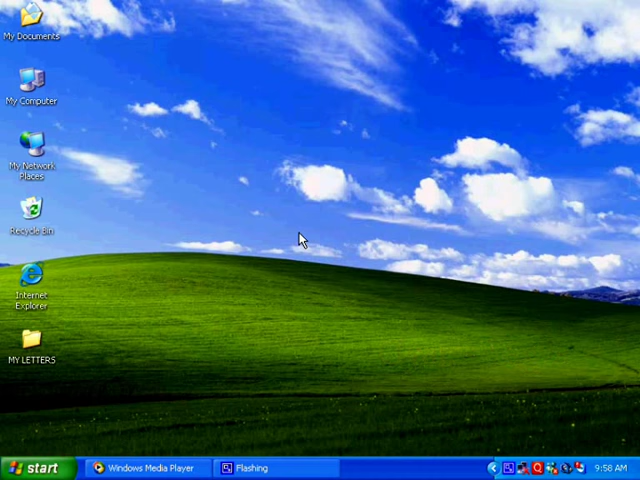 My Documents
My Computer
My Network
Places
Recycle Bin
Internet
Explorer
MY LETTERS
start
Windows Media Player
Flashing
9:58 AM